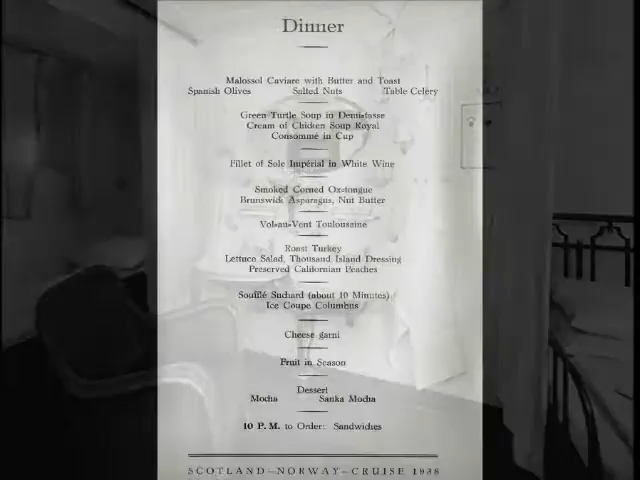 Dinner
Malossol Caviare with Butter and Toast
Spanish Olives Salted Nuts Table Celery
Green Turtle Soup in Demi-tasse
Cream of Chicken Soup Royal
Consommé in Cup
Fillet of Sole Impérial in White Wine
Smoked Corned Ox-tongue
Brunswick Asparagus, Nut Butter
Vol-au-Vent Toulousaine
Roast Turkey
Lettuce Salad, Thousand Island Dressing
Preserved Californian Peaches
Soufflé Suchard (about 10 Minutes)
Ice Coupe Columbus
Cheese garni
Fruit in Season
Dessert
Mocha Sanka Mocha
10 P. M. to Order: Sandwiches
SCOTLAND-NORWAY-CRUISE 1938